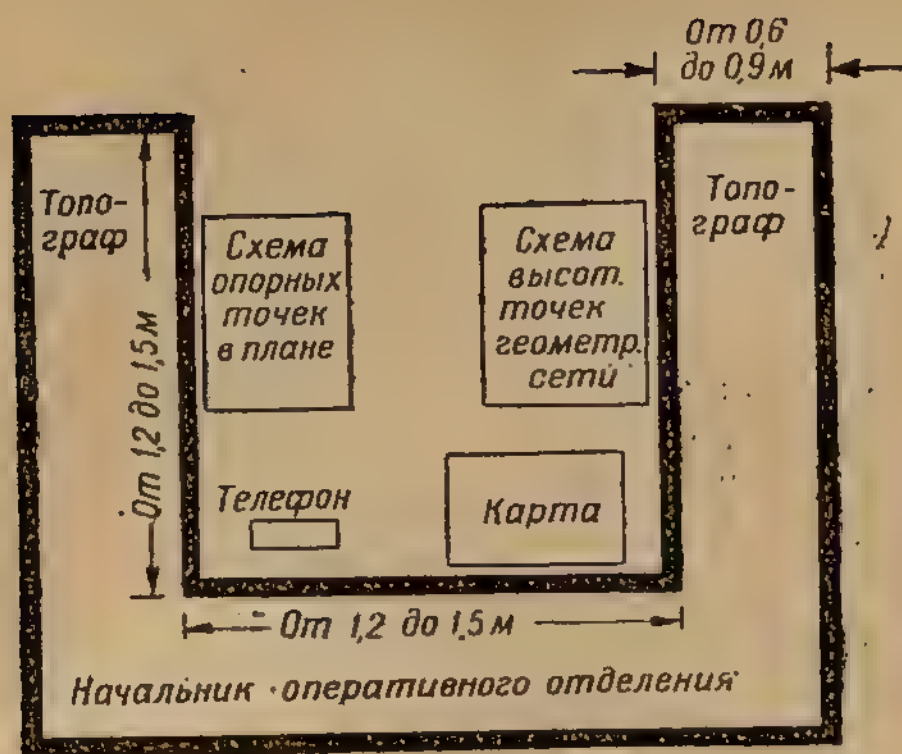 От 0,6
до 0,9 м
Топо-
граф
Топо-
граф
Схема
опорных
точек
в плане
Схема
высот.
точек
геометр.
сети
От 1,2 до 1,5 м
Телефон
Карта
От 1,2 до 1,5 м
Начальник оперативного отделения